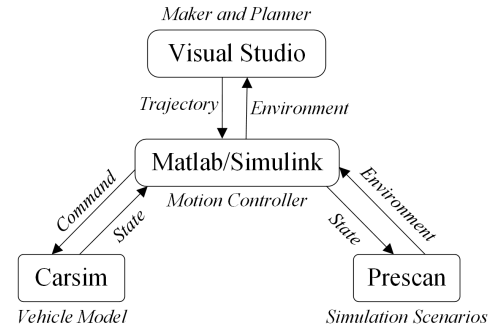 Maker and Planner
Visual Studio
Trajectory
Environment
Matlab/Simulink
Motion Controller
Command
State
State
Environment
Carsim
Prescan
Vehicle Model
Simulation Scenarios